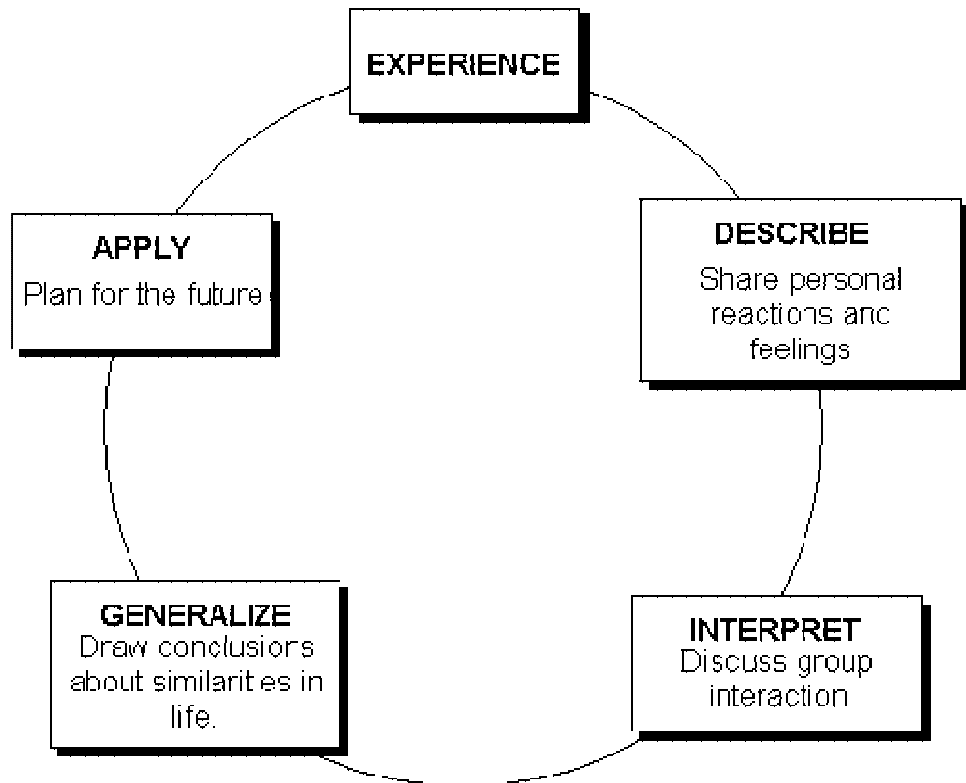 EXPERIENCE
DESCRIBE
Share personal
reactions and
feelings
INTERPRET
Discuss group
interaction
GENERALIZE
Draw conclusions
about similarities in
life.
APPLY
Plan for the future